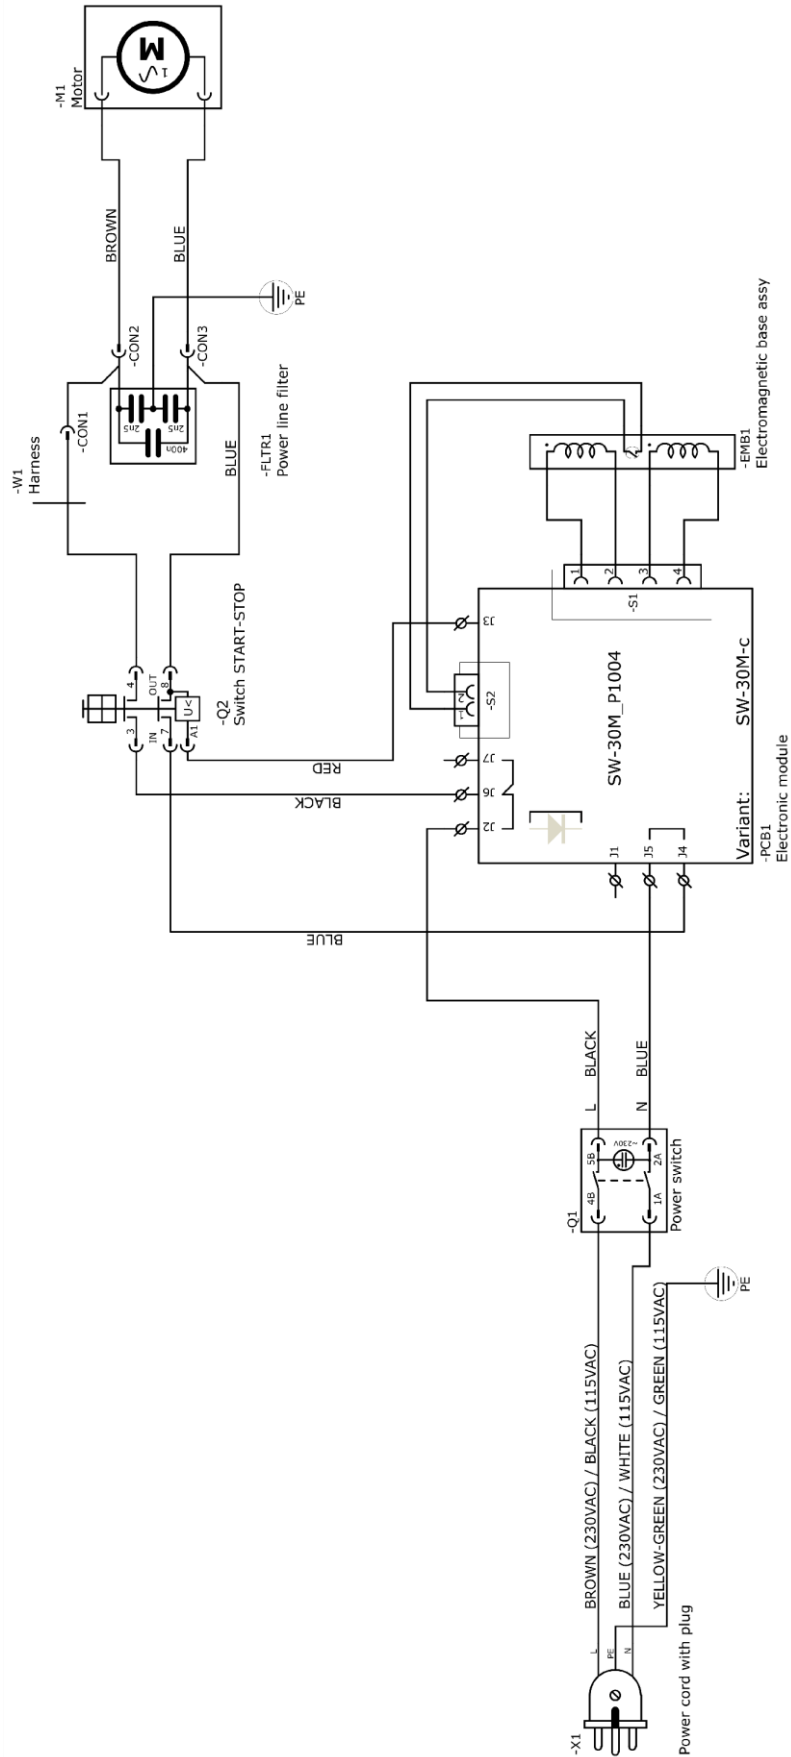 -M1
Motor
M
1
BROWN
BLUE
PE
-CON2
-CON3
-CON1
2n5
2n5
400n
-W1
Harness
BLUE
-FLTR1
Power line filter
4
OUT
8
3
IN
7
U<
A1
-Q2
Switch START-STOP
RED
BLACK
BLUE
-EMB1
Electromagnetic base assy
1
2
3
4
-S1
J3
2
1
-S2
J7
J6
J2
SW-30M_P1004
Variant:
SW-30M-c
J1
J5
J4
-PCB1
Electronic module
L
BLACK
N
BLUE
5B
~230V
2A
4B
1A
-Q1
Power switch
PE
BROWN (230VAC) / BLACK (115VAC)
BLUE (230VAC) / WHITE (115VAC)
YELLOW-GREEN (230VAC) / GREEN (115VAC)
L
PE
N
-X1
Power cord with plug